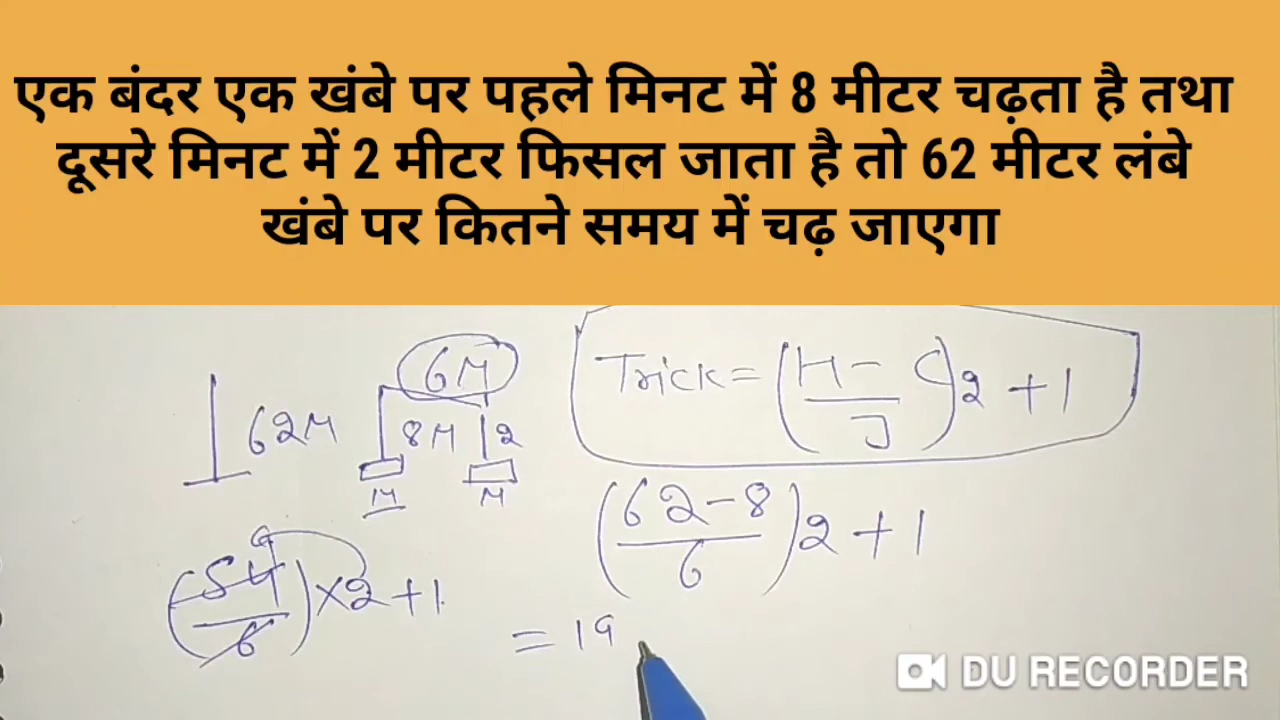 एक बंदर एक खंबे पर पहले मिनट में 8 मीटर चढ़ता है तथा
दूसरे मिनट में 2 मीटर फिसल जाता है तो 62 मीटर लंबे
खंबे पर कितने समय में चढ़ जाएगा
6M
62M 8M 2
M M
Trick = (H - C / J) 2 + 1
(62 - 8 / 6) 2 + 1
9
(54 / 6) × 2 + 1
= 19
DU RECORDER